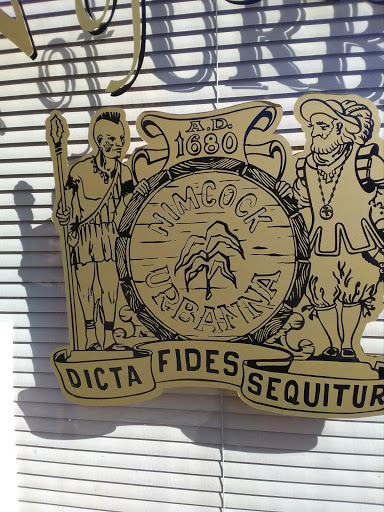 A.D.
1680
NIMCOCK
URBANNA
DICTA FIDES SEQUITUR